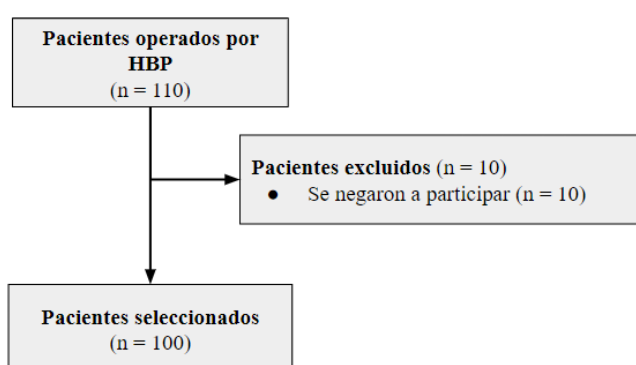 Pacientes operados por
HBP
(n = 110)
Pacientes excluidos (n = 10)
● Se negaron a participar (n = 10)
Pacientes seleccionados
(n = 100)